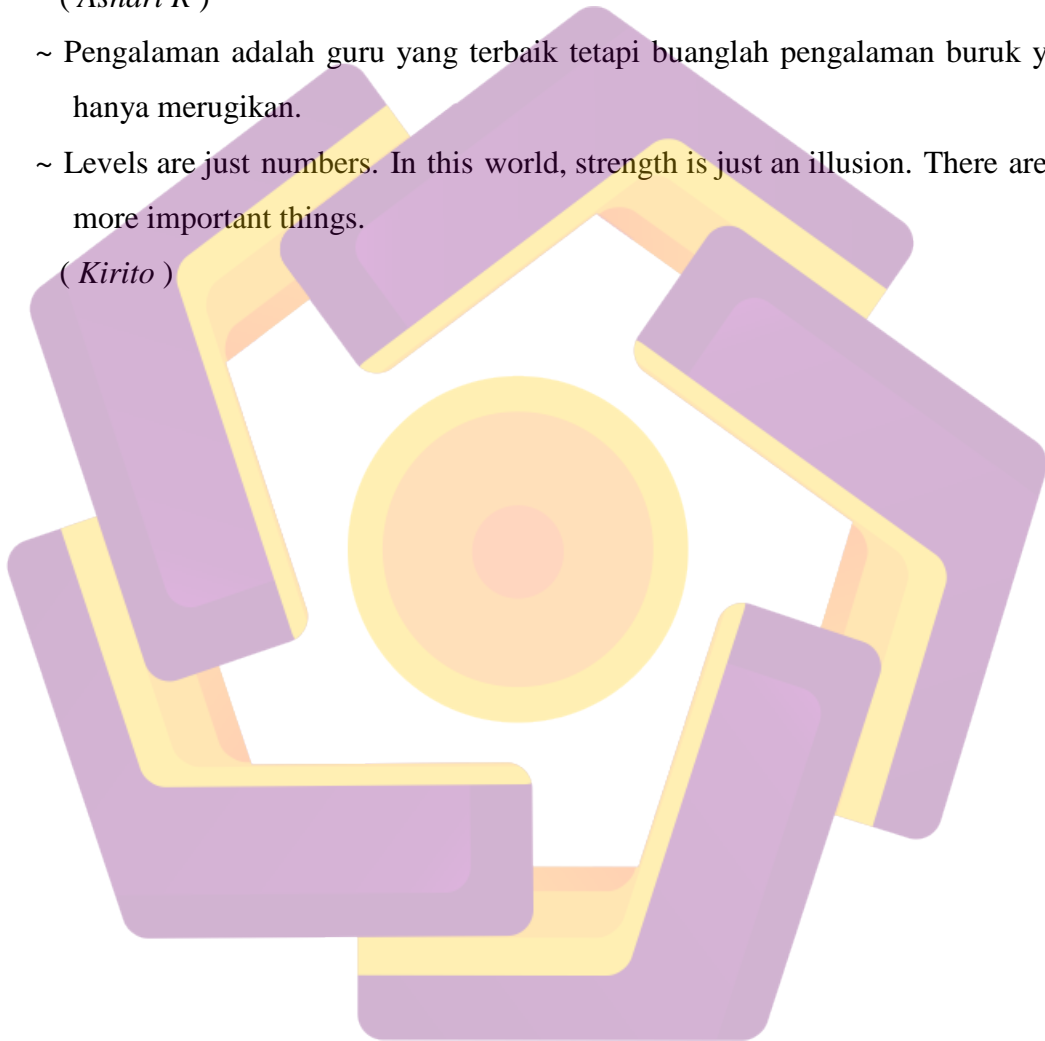 ( Ashari R )
~ Pengalaman adalah guru yang terbaik tetapi buanglah pengalaman buruk y
hanya merugikan.
~ Levels are just numbers. In this world, strength is just an illusion. There are
more important things.
( Kirito )